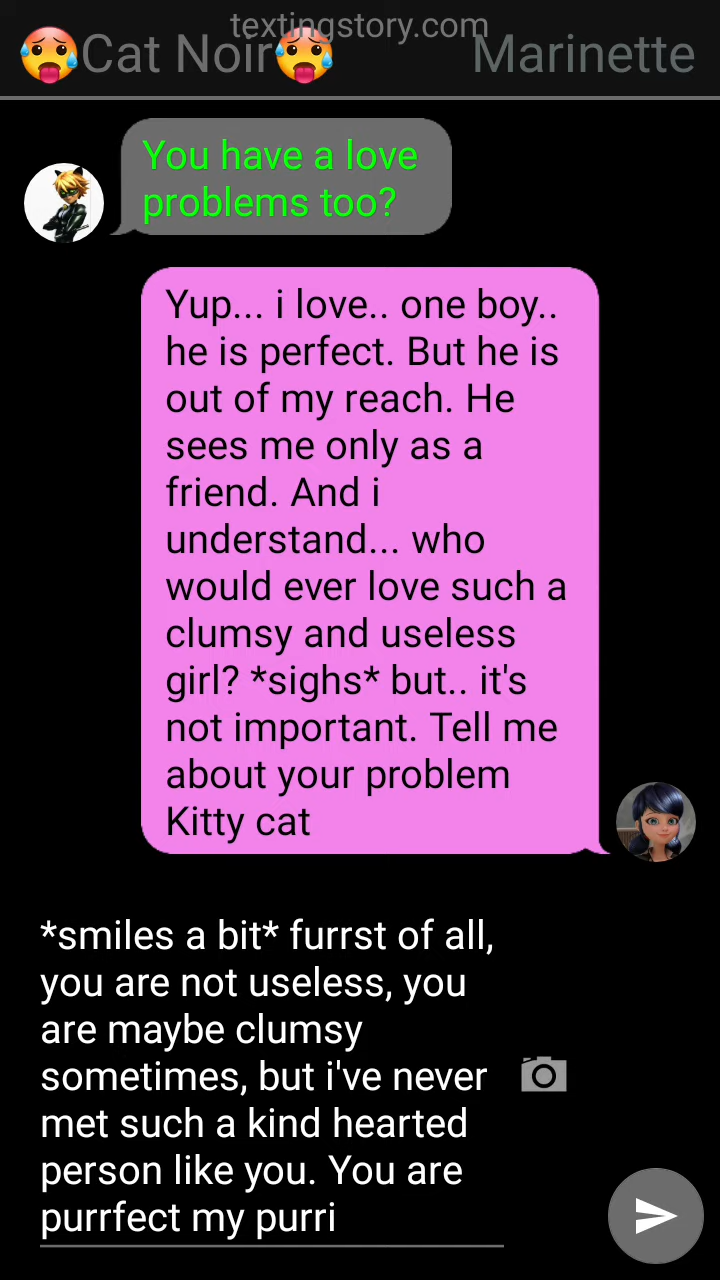 textingstory.com
🥵Cat Noir🥵 Marinette
You have a love
problems too?
Yup... i love.. one boy..
he is perfect. But he is
out of my reach. He
sees me only as a
friend. And i
understand... who
would ever love such a
clumsy and useless
girl? *sighs* but.. it's
not important. Tell me
about your problem
Kitty cat
*smiles a bit* furrst of all,
you are not useless, you
are maybe clumsy
sometimes, but i've never
met such a kind hearted
person like you. You are
purrfect my purri